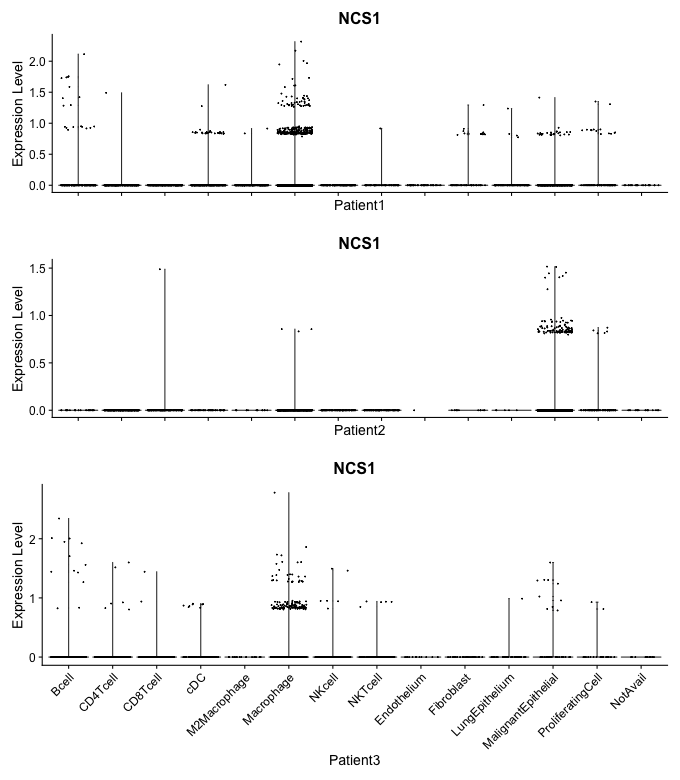 NCS1
Expression Level
2.0
1.5
1.0
0.5
0.0
Patient1
NCS1
Expression Level
1.5
1.0
0.5
0.0
Patient2
NCS1
Expression Level
2
1
0
Bcell
CD4Tcell
CD8Tcell
cDC
M2Macrophage
Macrophage
NKcell
NKTcell
Endothelium
Fibroblast
LungEpithelium
MalignantEpithelial
ProliferatingCell
NotAvail
Patient3